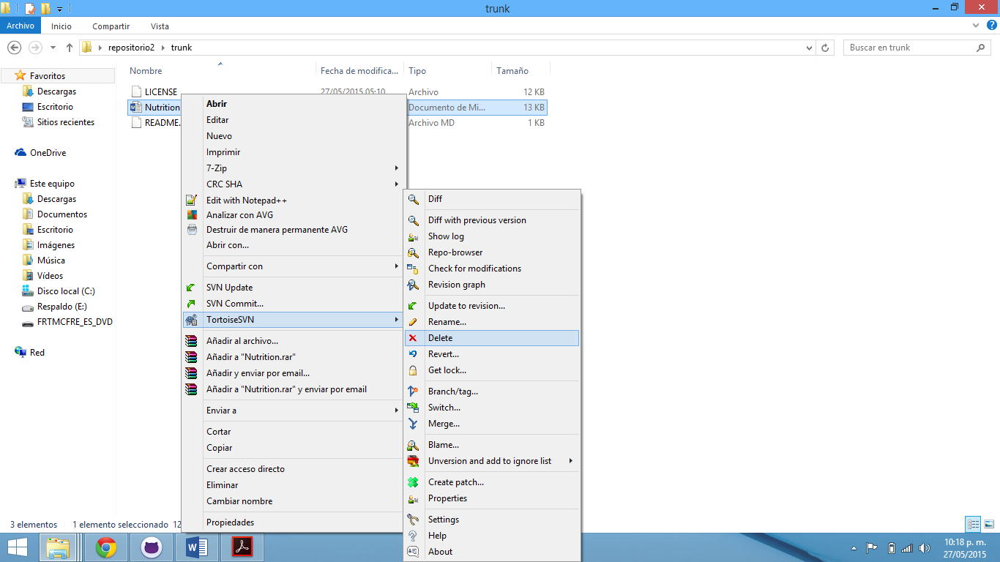 trunk
Archivo Inicio Compartir Vista
repositorio2 trunk Buscar en trunk
Nombre Fecha de modifica... Tipo Tamaño
LICENSE 27/05/2015 05:10 Archivo 12 KB
Nutrition Documento de Mi... 13 KB
README. Archivo MD 1 KB
Favoritos
Descargas
Escritorio
Sitios recientes
OneDrive
Este equipo
Descargas
Documentos
Escritorio
Imágenes
Música
Vídeos
Disco local (C:)
Respaldo (E:)
FRTMCFRE_ES_DVD
Red
Abrir
Editar
Nuevo
Imprimir
7-Zip
CRC SHA
Edit with Notepad++
Analizar con AVG
Destruir de manera permanente AVG
Abrir con...
Compartir con
SVN Update
SVN Commit...
TortoiseSVN
Añadir al archivo...
Añadir a "Nutrition.rar"
Añadir y enviar por email...
Añadir a "Nutrition.rar" y enviar por email
Enviar a
Cortar
Copiar
Crear acceso directo
Eliminar
Cambiar nombre
Propiedades
Diff
Diff with previous version
Show log
Repo-browser
Check for modifications
Revision graph
Update to revision...
Rename...
Delete
Revert...
Get lock...
Branch/tag...
Switch...
Merge...
Blame...
Unversion and add to ignore list
Create patch...
Properties
Settings
Help
About
3 elementos 1 elemento seleccionado 12
10:18 p. m.
27/05/2015